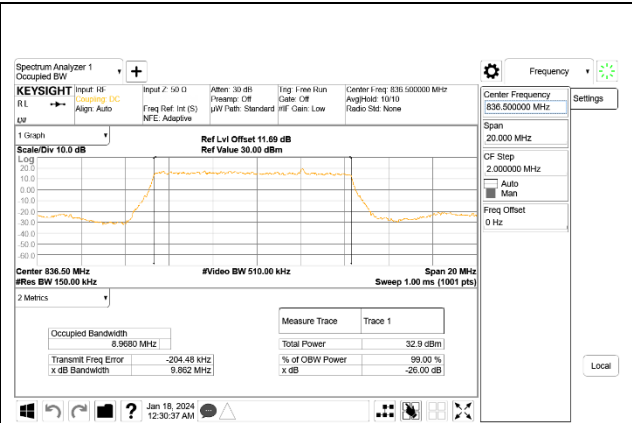 Spectrum Analyzer 1
Occupied BW
Frequency
KEYSIGHT
R L
Input: RF
Coupling: DC
Align: Auto
Input Z: 50 Ω
Freq Ref: Int (S)
NFE: Adaptive
Atten: 30 dB
Preamp: Off
µW Path: Standard
Trig: Free Run
Gate: Off
#IF Gain: Low
Center Freq: 836.500000 MHz
Avg|Hold: 10/10
Radio Std: None
Center Frequency
836.500000 MHz
Settings
Span
20.000 MHz
CF Step
2.000000 MHz
Auto
Man
Freq Offset
0 Hz
1 Graph
Scale/Div 10.0 dB
Ref Lvl Offset 11.69 dB
Ref Value 30.00 dBm
Log
20.0
10.0
0.00
-10.0
-20.0
-30.0
-40.0
-50.0
-60.0
Center 836.50 MHz
#Video BW 510.00 kHz
Span 20 MHz
#Res BW 150.00 kHz
Sweep 1.00 ms (1001 pts)
2 Metrics
Measure Trace
Trace 1
Occupied Bandwidth
8.9680 MHz
Total Power
32.9 dBm
Transmit Freq Error
-204.48 kHz
% of OBW Power
99.00 %
x dB Bandwidth
9.862 MHz
x dB
-26.00 dB
Local
?
Jan 18, 2024
12:30:37 AM